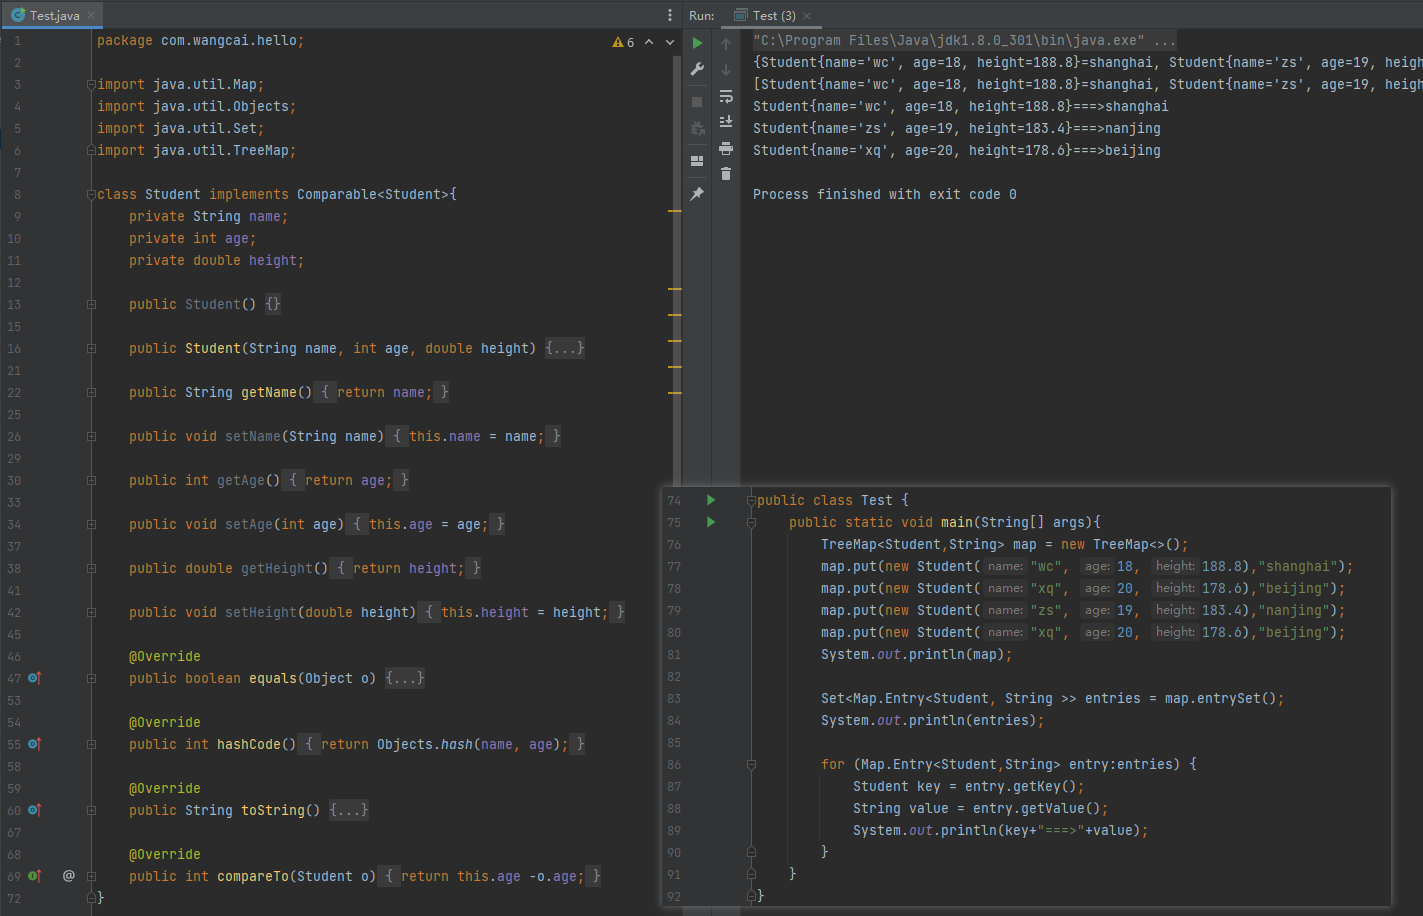 Test.java
1 package com.wangcai.hello;
2
3 import java.util.Map;
4 import java.util.Objects;
5 import java.util.Set;
6 import java.util.TreeMap;
7
8 class Student implements Comparable<Student>{
9 private String name;
10 private int age;
11 private double height;
12
13 public Student() {}
15
16 public Student(String name, int age, double height) {...}
21
22 public String getName() { return name; }
25
26 public void setName(String name) { this.name = name; }
29
30 public int getAge() { return age; }
33
34 public void setAge(int age) { this.age = age; }
37
38 public double getHeight() { return height; }
41
42 public void setHeight(double height) { this.height = height; }
45
46 @Override
47 public boolean equals(Object o) {...}
53
54 @Override
55 public int hashCode() { return Objects.hash(name, age); }
58
59 @Override
60 public String toString() {...}
67
68 @Override
69 @ public int compareTo(Student o) { return this.age -o.age; }
72 }
6
Run: Test (3)
"C:\Program Files\Java\jdk1.8.0_301\bin\java.exe" ...
{Student{name='wc', age=18, height=188.8}=shanghai, Student{name='zs', age=19, heigh
[Student{name='wc', age=18, height=188.8}=shanghai, Student{name='zs', age=19, heigh
Student{name='wc', age=18, height=188.8}===>shanghai
Student{name='zs', age=19, height=183.4}===>nanjing
Student{name='xq', age=20, height=178.6}===>beijing
Process finished with exit code 0
74 public class Test {
75 public static void main(String[] args){
76 TreeMap<Student,String> map = new TreeMap<>();
77 map.put(new Student( name: "wc", age: 18, height: 188.8),"shanghai");
78 map.put(new Student( name: "xq", age: 20, height: 178.6),"beijing");
79 map.put(new Student( name: "zs", age: 19, height: 183.4),"nanjing");
80 map.put(new Student( name: "xq", age: 20, height: 178.6),"beijing");
81 System.out.println(map);
82
83 Set<Map.Entry<Student, String >> entries = map.entrySet();
84 System.out.println(entries);
85
86 for (Map.Entry<Student,String> entry:entries) {
87 Student key = entry.getKey();
88 String value = entry.getValue();
89 System.out.println(key+"===>"+value);
90 }
91 }
92 }